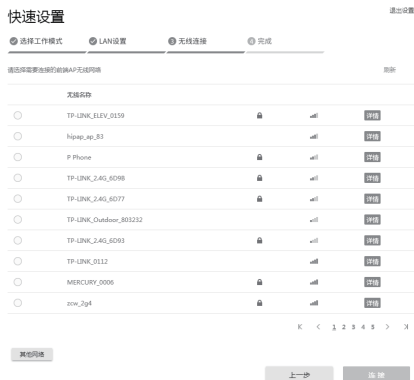 快速设置
退出设置
选择工作模式 LAN设置 3 无线连接 4 完成
请选择需要连接的前端AP无线网络 刷新
无线名称
TP-LINK_ELEV_0159 详情
hipap_ap_83 详情
P Phone 详情
TP-LINK_2.4G_6D98 详情
TP-LINK_2.4G_6D77 详情
TP-LINK_Outdoor_803232 详情
TP-LINK_2.4G_6D93 详情
TP-LINK_0112 详情
MERCURY_0006 详情
zcw_2g4 详情
1 2 3 4 5
其他网络
上一步 连接